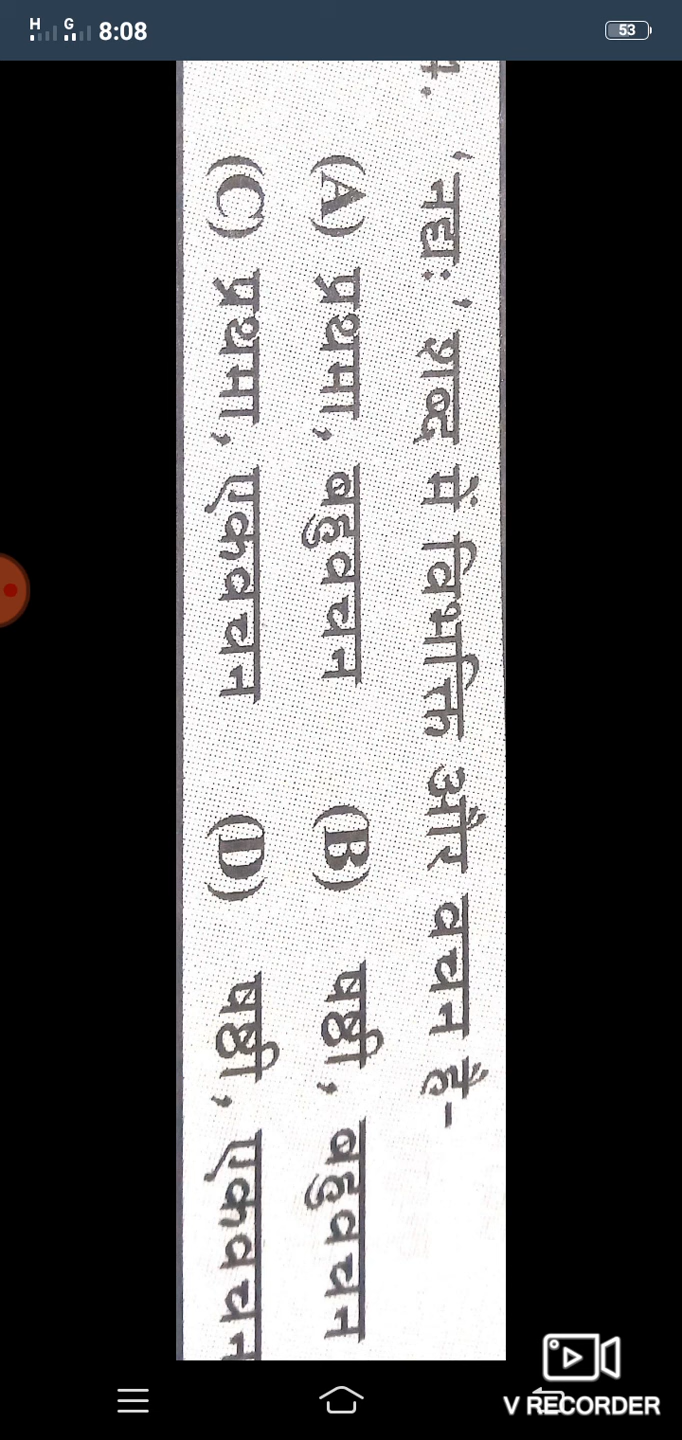 H G 8:08 53
4. 'नद्यः' शब्द में विभक्ति और वचन है-
(A) प्रथमा, बहुवचन (B) षष्ठी, बहुवचन
(C) प्रथमा, एकवचन (D) षष्ठी, एकवचन
V RECORDER